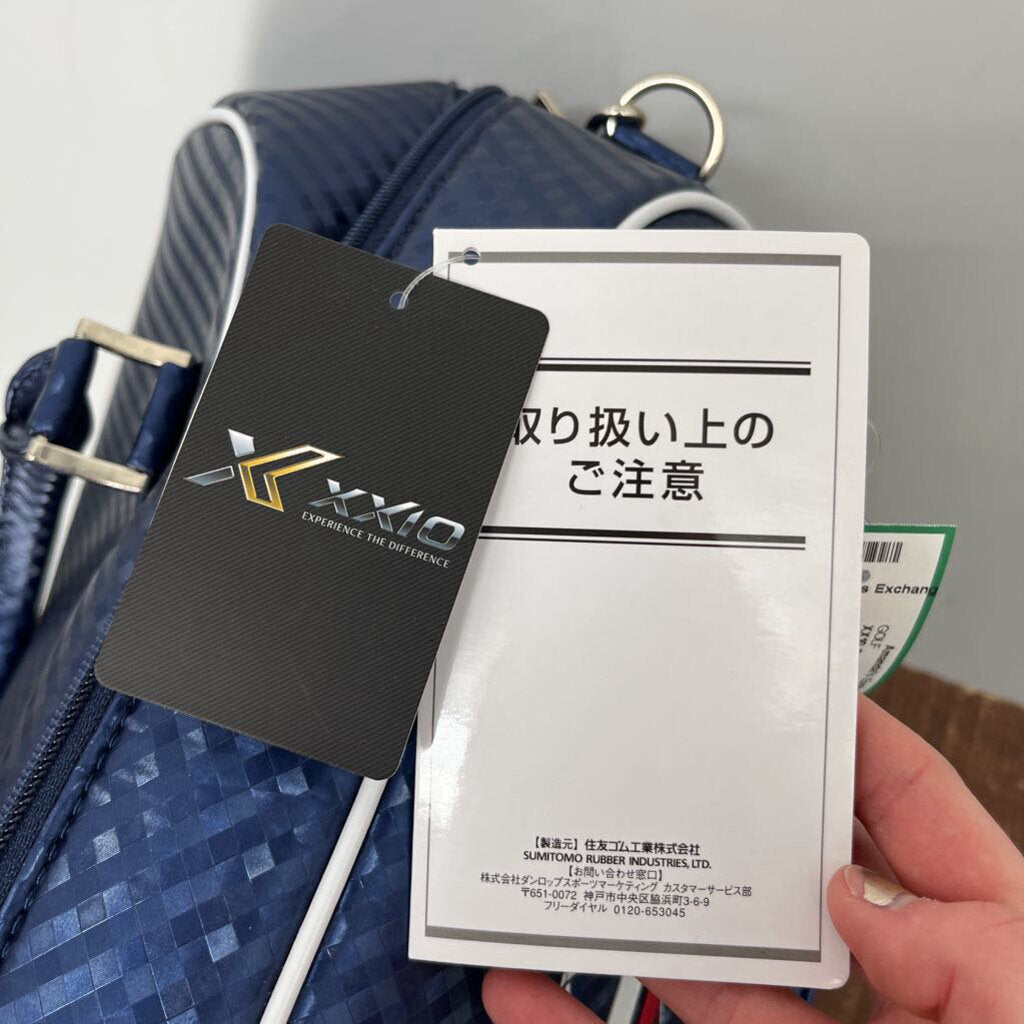 XXIO
EXPERIENCE THE DIFFERENCE
取り扱い上の
ご注意
【製造元】住友ゴム工業株式会社
SUMITOMO RUBBER INDUSTRIES, LTD.
【お問い合わせ窓口】
株式会社ダンロップスポーツマーケティング カスタマーサービス部
〒651-0072 神戸市中央区脇浜町3-6-9
フリーダイヤル 0120-653045
GOLF